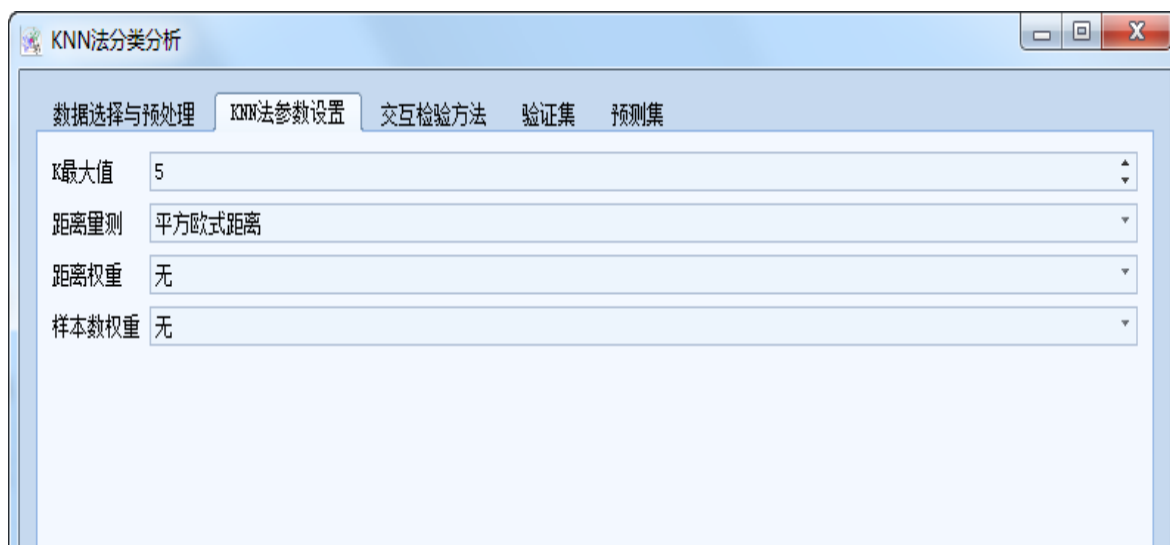 KNN法分类分析
数据选择与预处理 KNN法参数设置 交互检验方法 验证集 预测集
K最大值 5
距离量测 平方欧式距离
距离权重 无
样本数权重 无